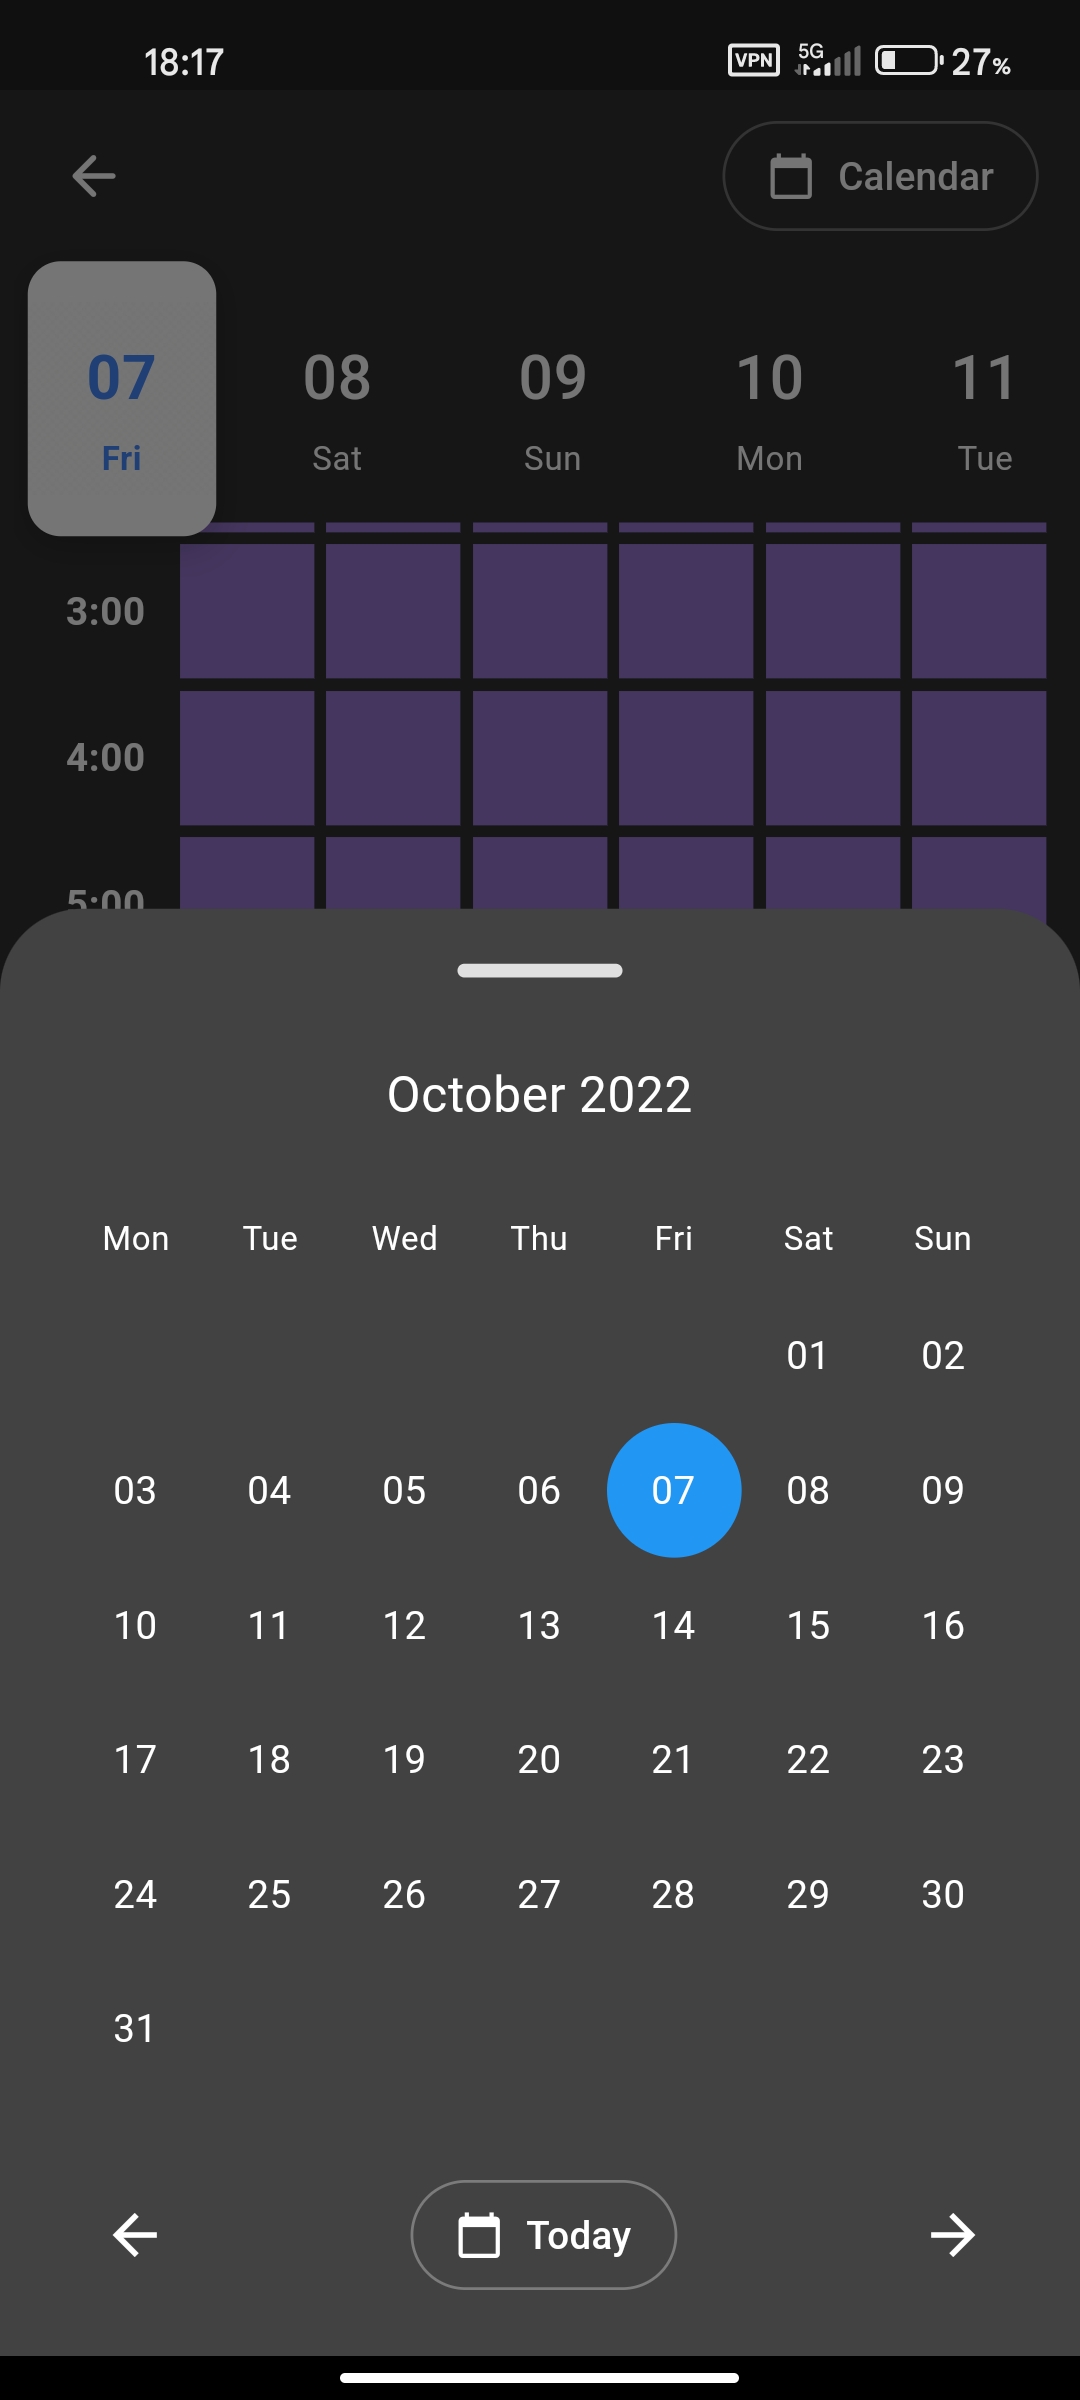 18:17 VPN 5G 27%
Calendar
07 08 09 10 11
Fri Sat Sun Mon Tue
3:00
4:00
5:00
October 2022
Mon Tue Wed Thu Fri Sat Sun
01 02
03 04 05 06 07 08 09
10 11 12 13 14 15 16
17 18 19 20 21 22 23
24 25 26 27 28 29 30
31
Today